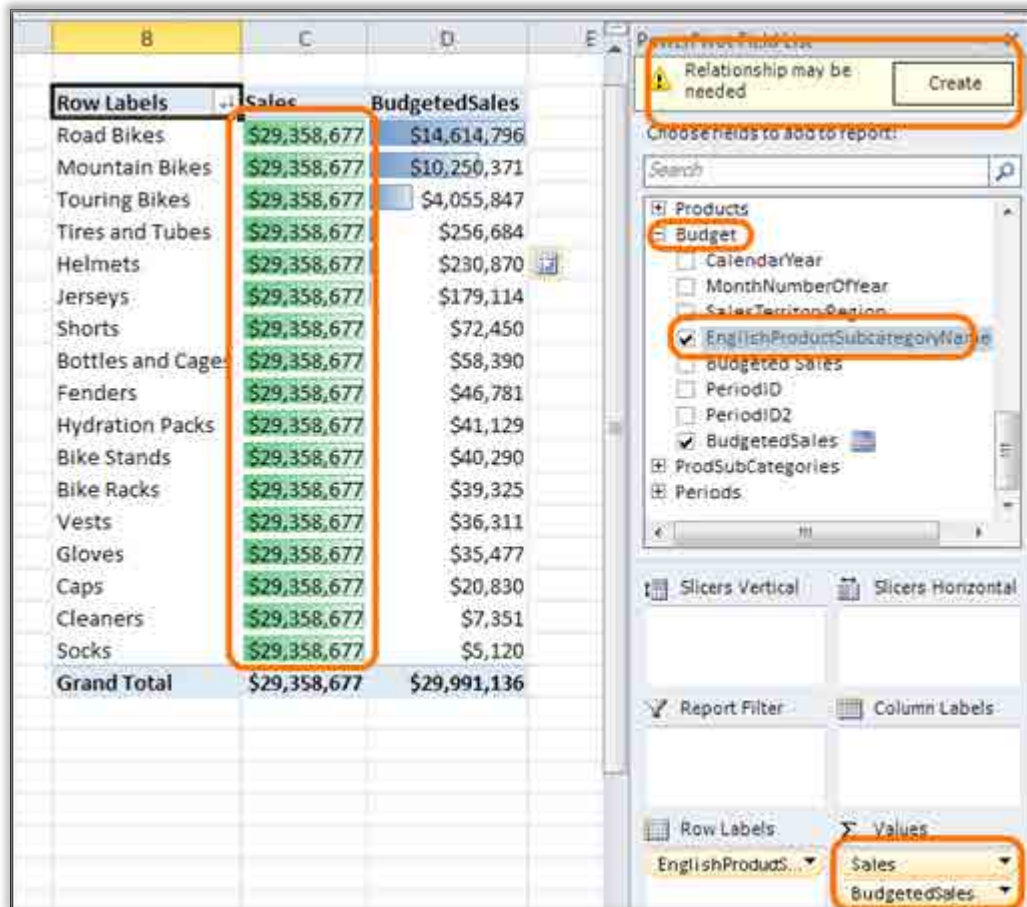 B C D E
PowerPivot Field List
Relationship may be needed
Create
Choose fields to add to report:
Search
Row Labels Sales BudgetedSales
Road Bikes $29,358,677 $14,614,796
Mountain Bikes $29,358,677 $10,250,371
Touring Bikes $29,358,677 $4,055,847
Tires and Tubes $29,358,677 $256,684
Helmets $29,358,677 $230,870
Jerseys $29,358,677 $179,114
Shorts $29,358,677 $72,450
Bottles and Cages $29,358,677 $58,390
Fenders $29,358,677 $46,781
Hydration Packs $29,358,677 $41,129
Bike Stands $29,358,677 $40,290
Bike Racks $29,358,677 $39,325
Vests $29,358,677 $36,311
Gloves $29,358,677 $35,477
Caps $29,358,677 $20,830
Cleaners $29,358,677 $7,351
Socks $29,358,677 $5,120
Grand Total $29,358,677 $29,991,136
Products
Budget
CalendarYear
MonthNumberOfYear
SalesTerritoryRegion
EnglishProductSubcategoryName
Budgeted Sales
PeriodID
PeriodID2
BudgetedSales
ProdSubCategories
Periods
Slicers Vertical Slicers Horizontal
Report Filter Column Labels
Row Labels Σ Values
EnglishProductS... Sales
BudgetedSales